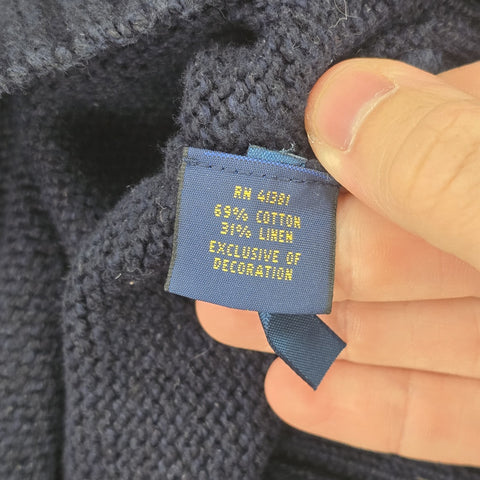 RN 41381
69% COTTON
31% LINEN
EXCLUSIVE OF
DECORATION